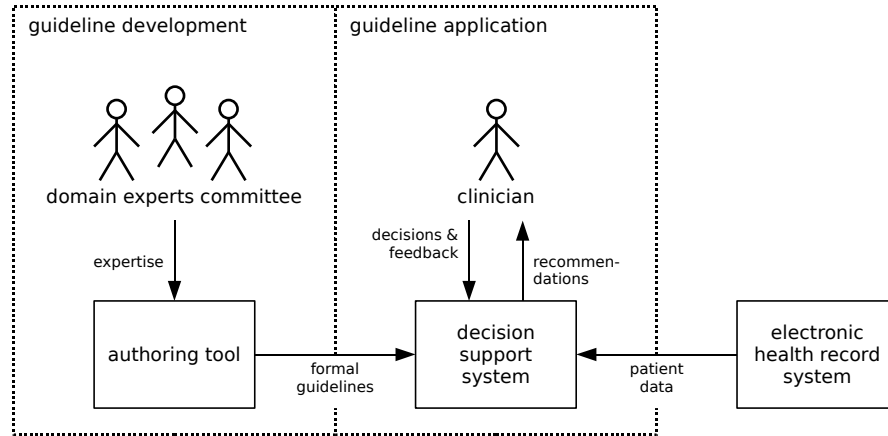 guideline development
guideline application
domain experts committee
clinician
expertise
decisions &
feedback
recommen-
dations
authoring tool
formal
guidelines
decision
support
system
patient
data
electronic
health record
system